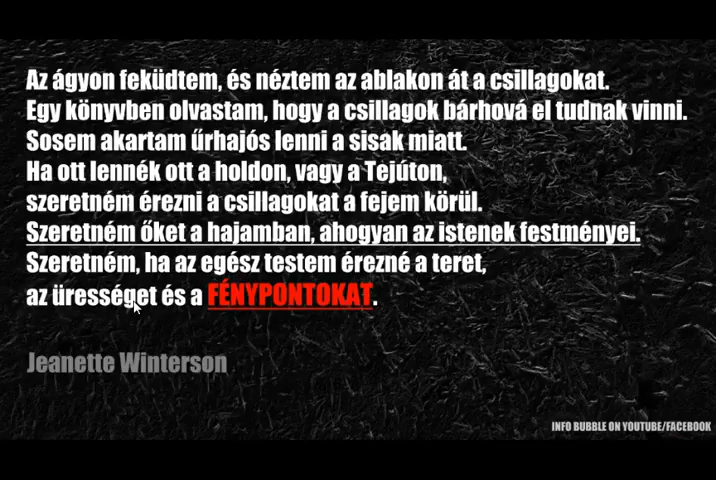 Az ágyon feküdtem, és néztem az ablakon át a csillagokat.
Egy könyvben olvastam, hogy a csillagok bárhová el tudnak vinni.
Sosem akartam űrhajós lenni a sisak miatt.
Ha ott lennék ott a holdon, vagy a Tejúton,
szeretném érezni a csillagokat a fejem körül.
Szeretném őket a hajamban, ahogyan az istenek festményei.
Szeretném, ha az egész testem érezné a teret,
az ürességet és a FÉNYPONTOKAT.
Jeanette Winterson
INFO BUBBLE ON YOUTUBE/FACEBOOK